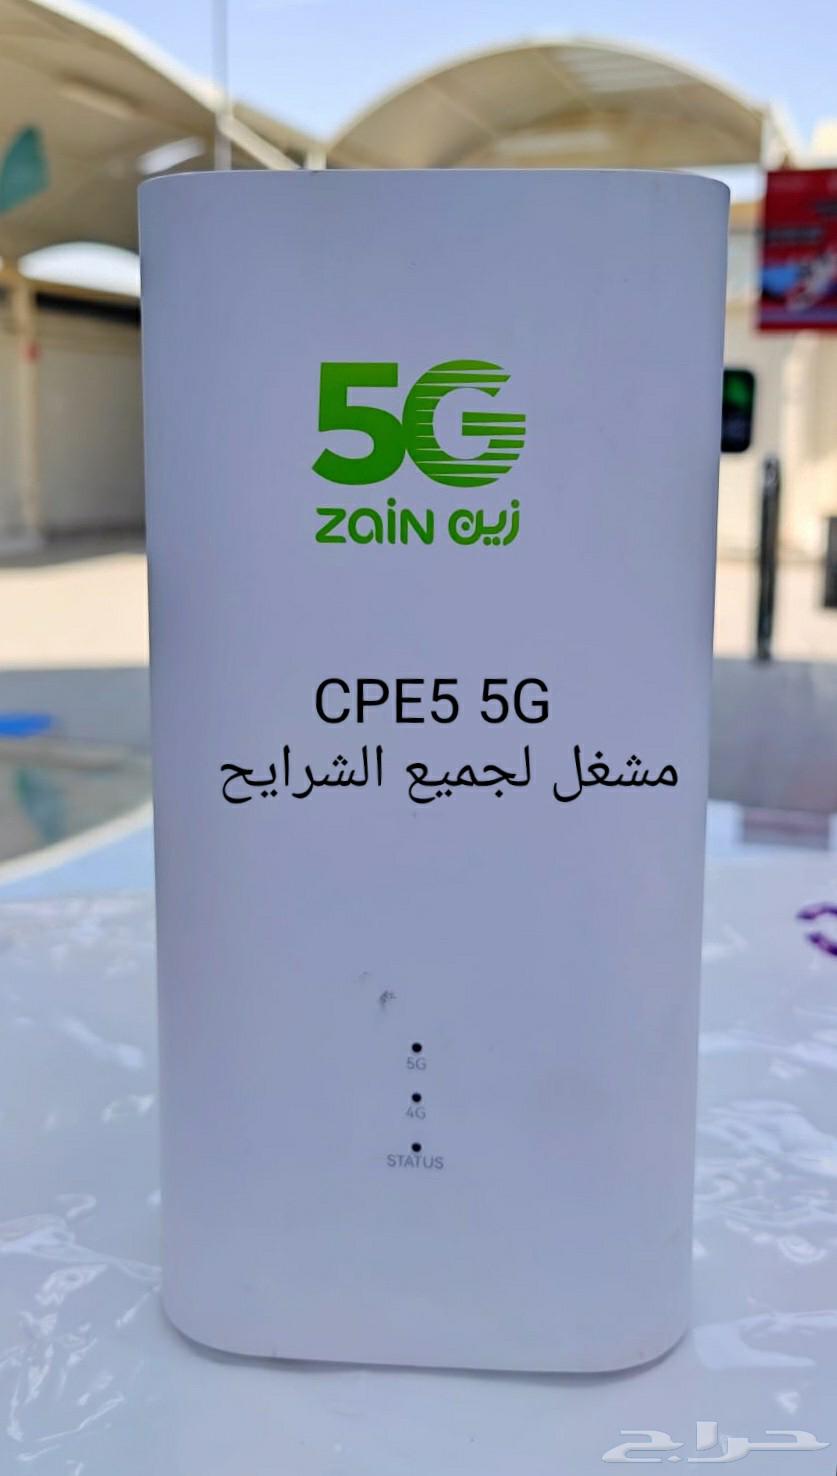 5G
zain زين
CPE5 5G
مشغل لجميع الشرايح
5G
4G
STATUS
حراج